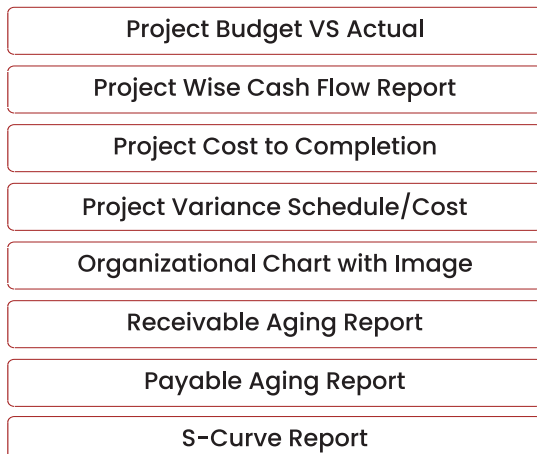 Project Budget VS Actual
Project Wise Cash Flow Report
Project Cost to Completion
Project Variance Schedule/Cost
Organizational Chart with Image
Receivable Aging Report
Payable Aging Report
S-Curve Report